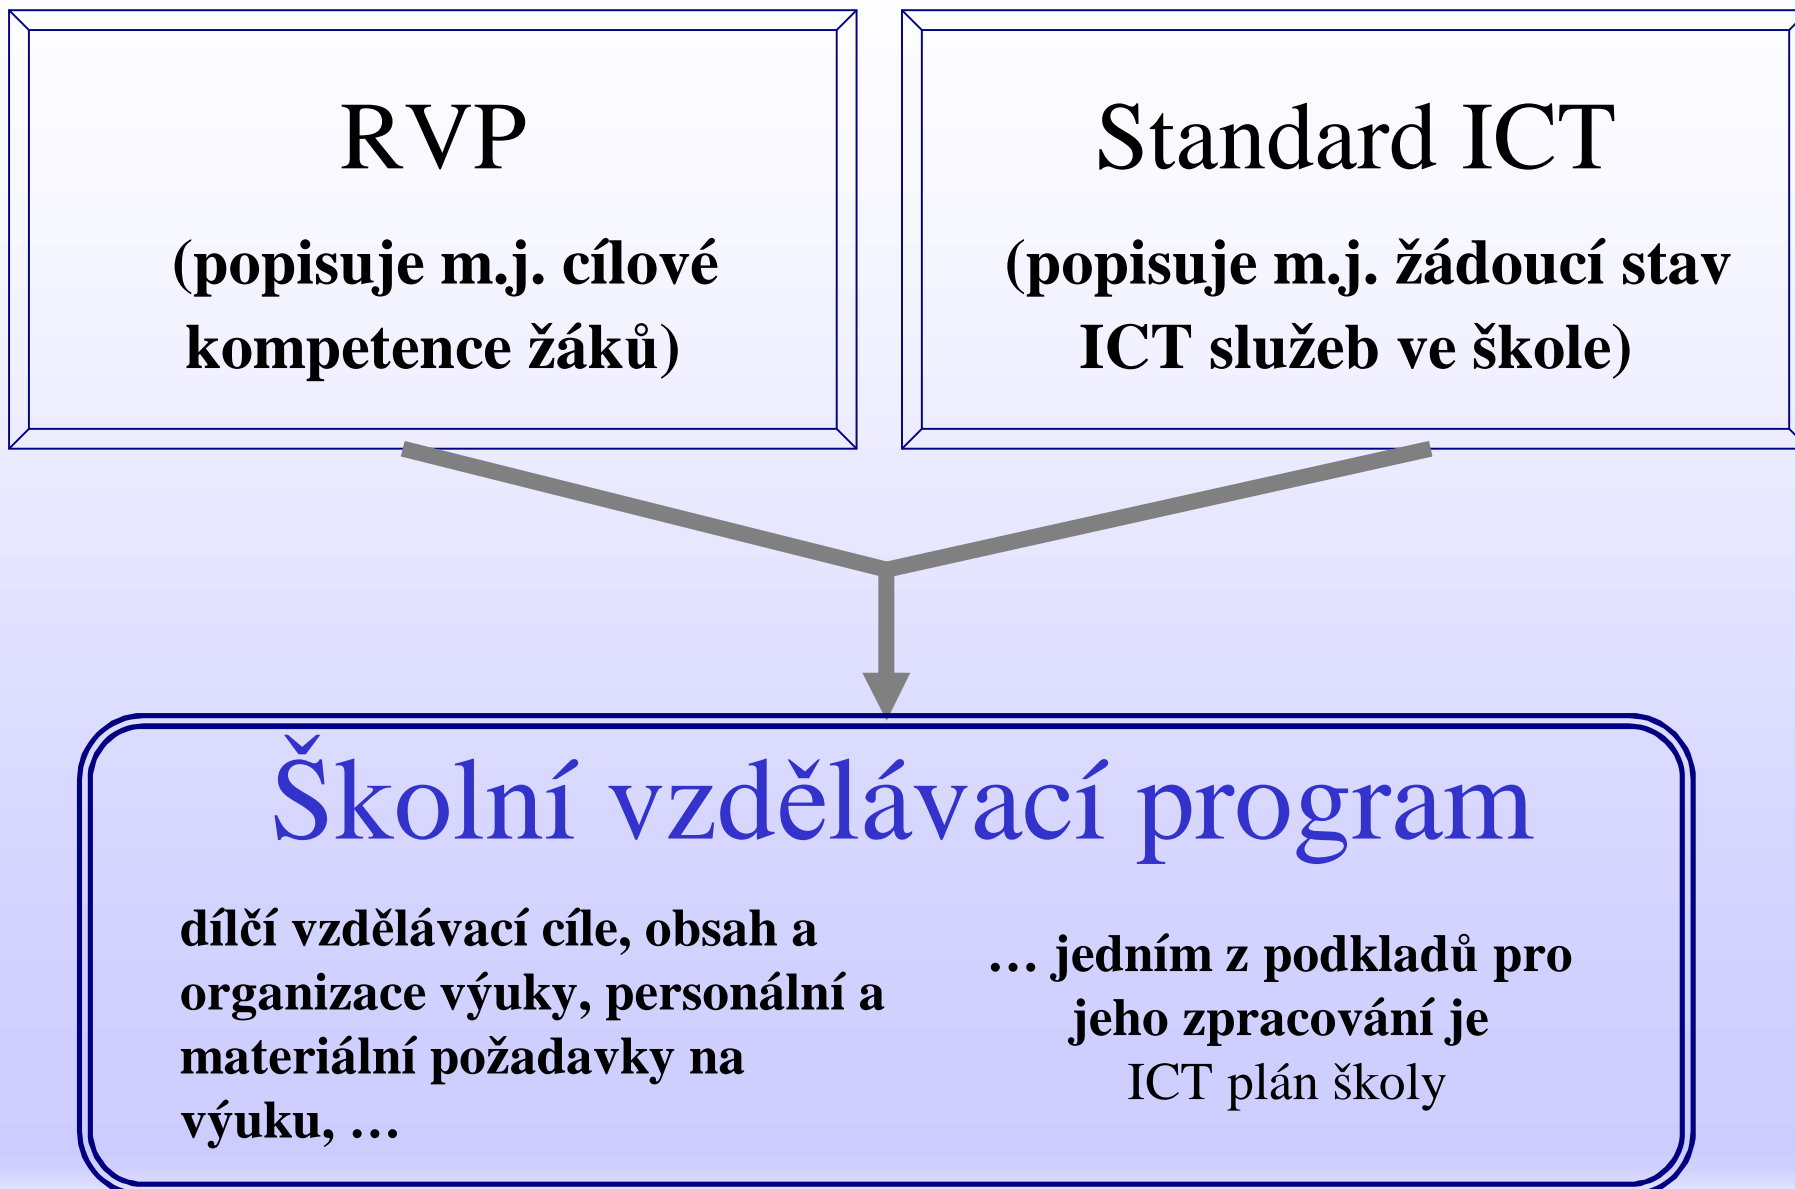 RVP
(popisuje m.j. cílové
kompetence žáků)
Standard ICT
(popisuje m.j. žádoucí stav
ICT služeb ve škole)
Školní vzdělávací program
dílčí vzdělávací cíle, obsah a
organizace výuky, personální a
materiální požadavky na
výuku, …
… jedním z podkladů pro
jeho zpracování je
ICT plán školy